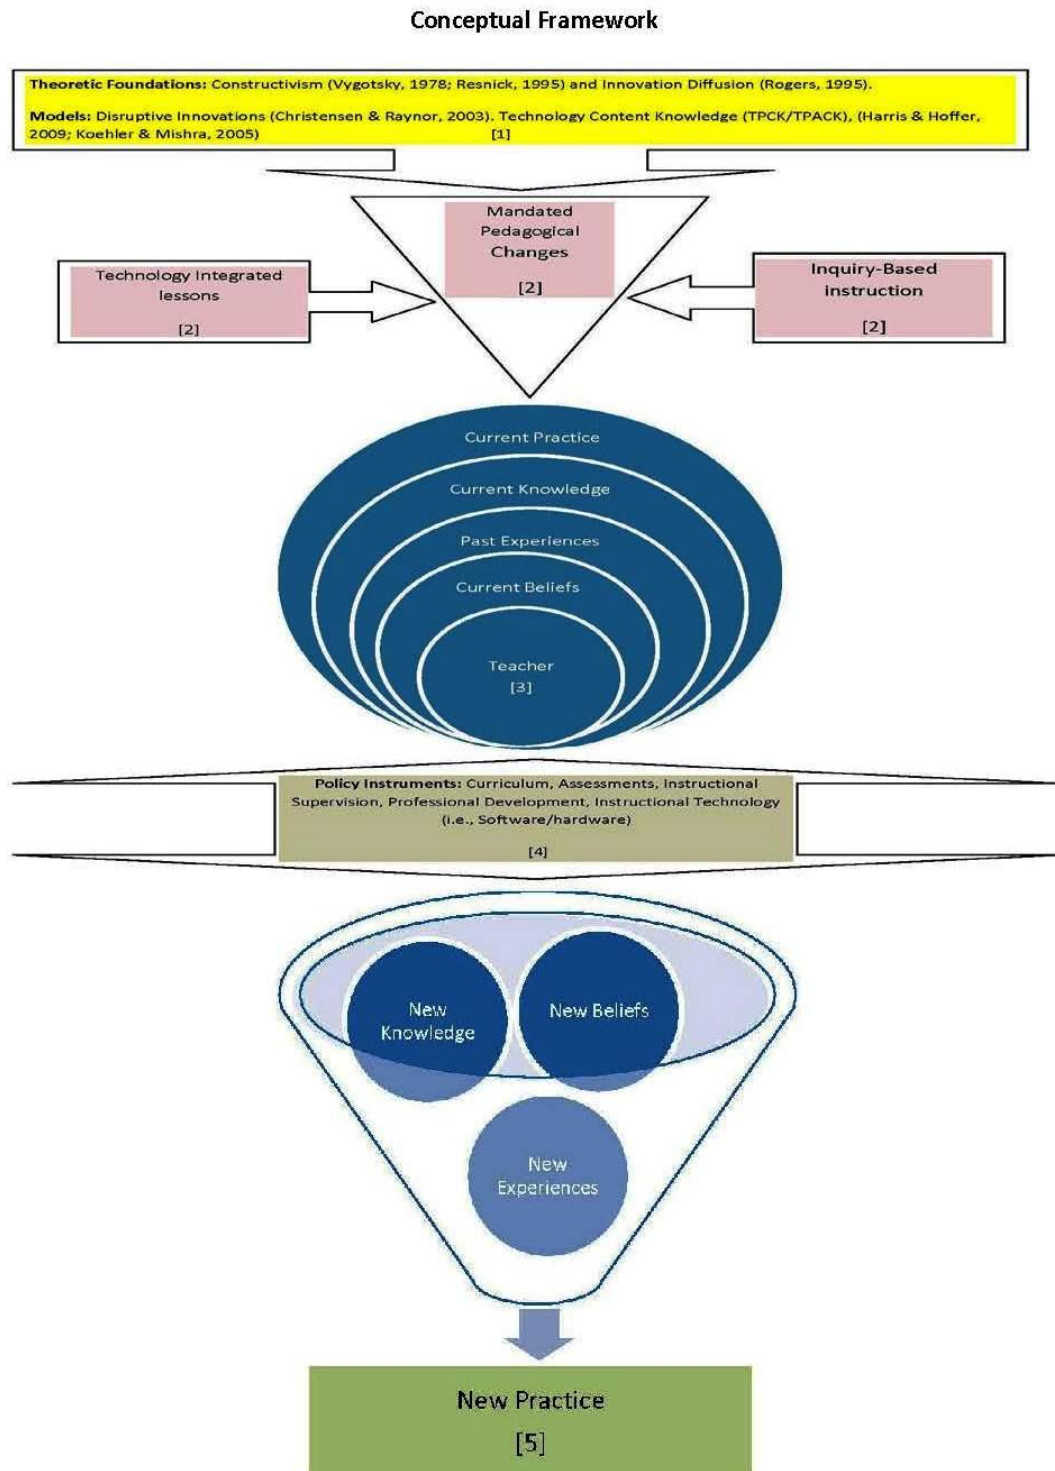 Conceptual Framework
Theoretic Foundations: Constructivism (Vygotsky, 1978; Resnick, 1995) and Innovation Diffusion (Rogers, 1995).
Models: Disruptive Innovations (Christensen & Raynor, 2003). Technology Content Knowledge (TPCK/TPACK), (Harris & Hoffer,
2009; Koehler & Mishra, 2005) [1]
Mandated
Pedagogical
Changes
[2]
Technology Integrated
lessons
[2]
Inquiry-Based
instruction
[2]
Current Practice
Current Knowledge
Past Experiences
Current Beliefs
Teacher
[3]
Policy Instruments: Curriculum, Assessments, Instructional
Supervision, Professional Development, Instructional Technology
(i.e., Software/hardware)
[4]
New
Knowledge
New Beliefs
New
Experiences
New Practice
[5]